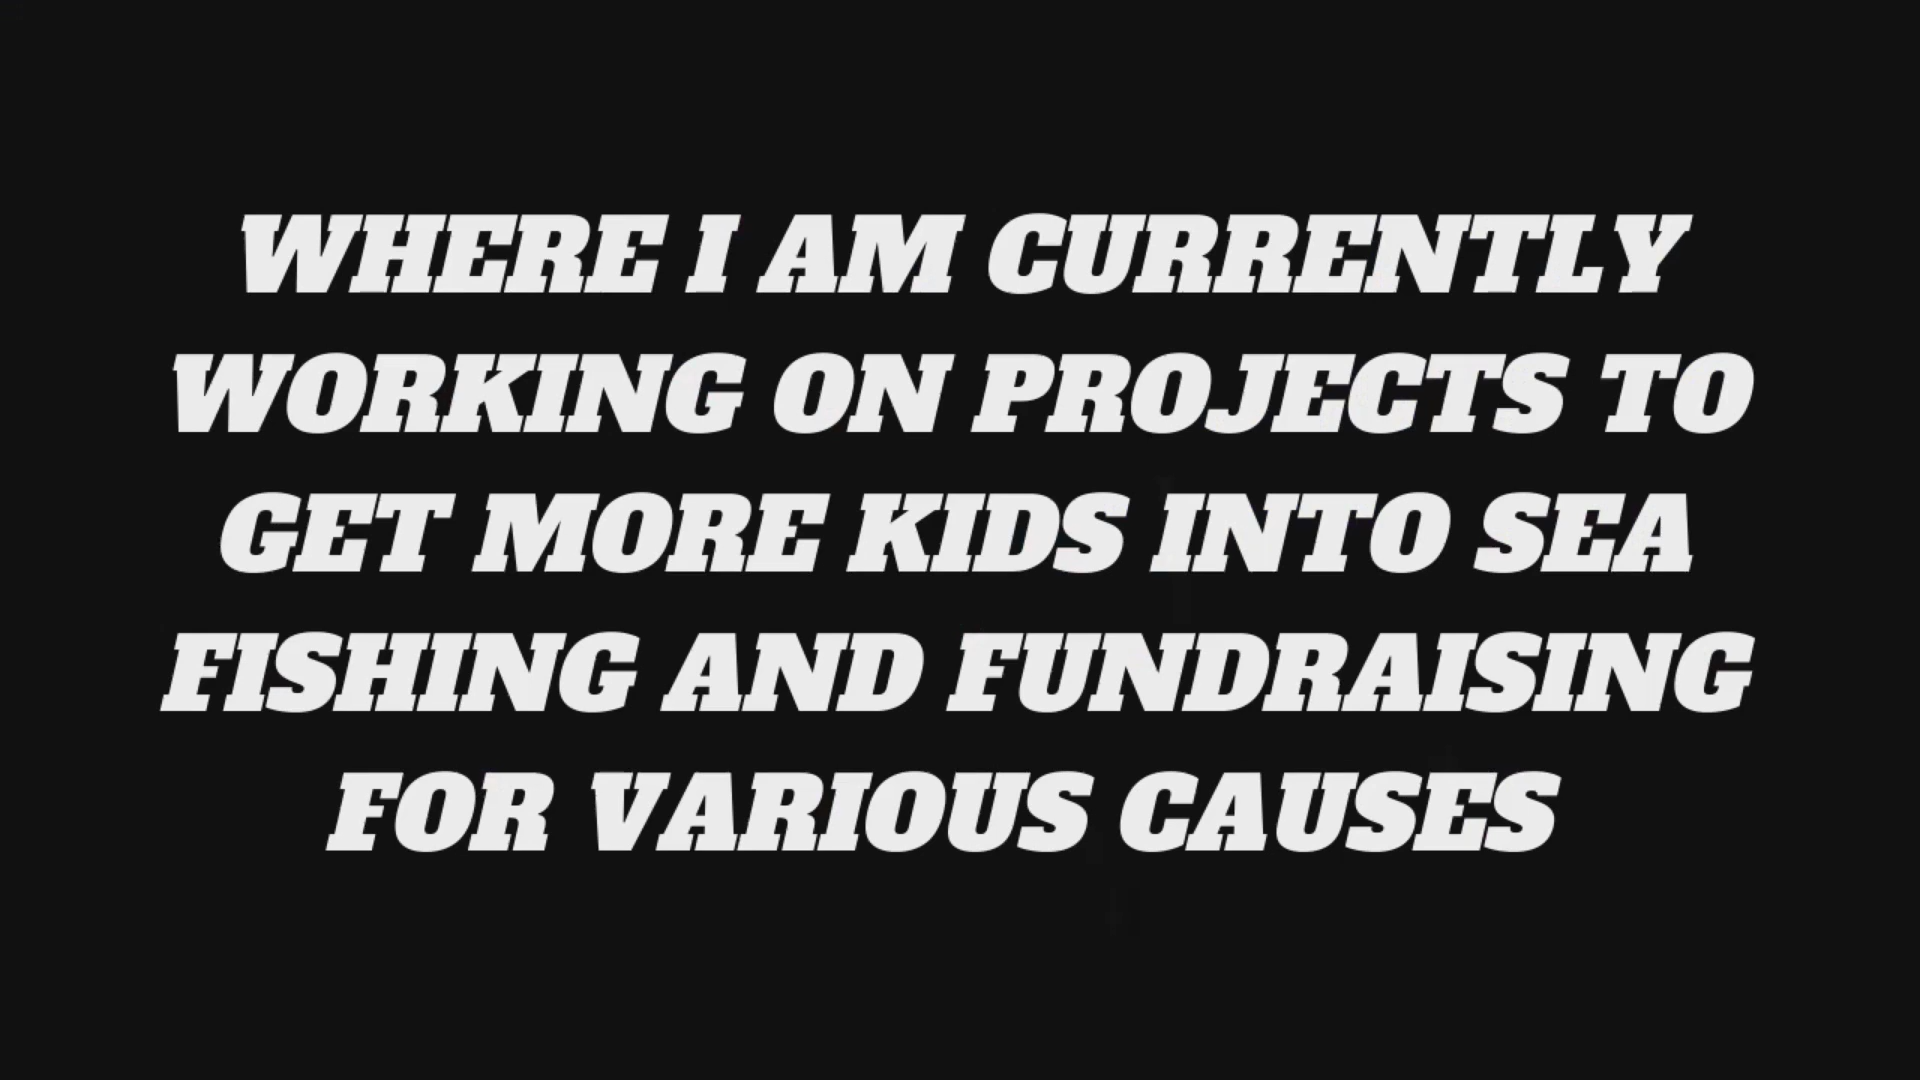 WHERE I AM CURRENTLY
WORKING ON PROJECTS TO
GET MORE KIDS INTO SEA
FISHING AND FUNDRAISING
FOR VARIOUS CAUSES